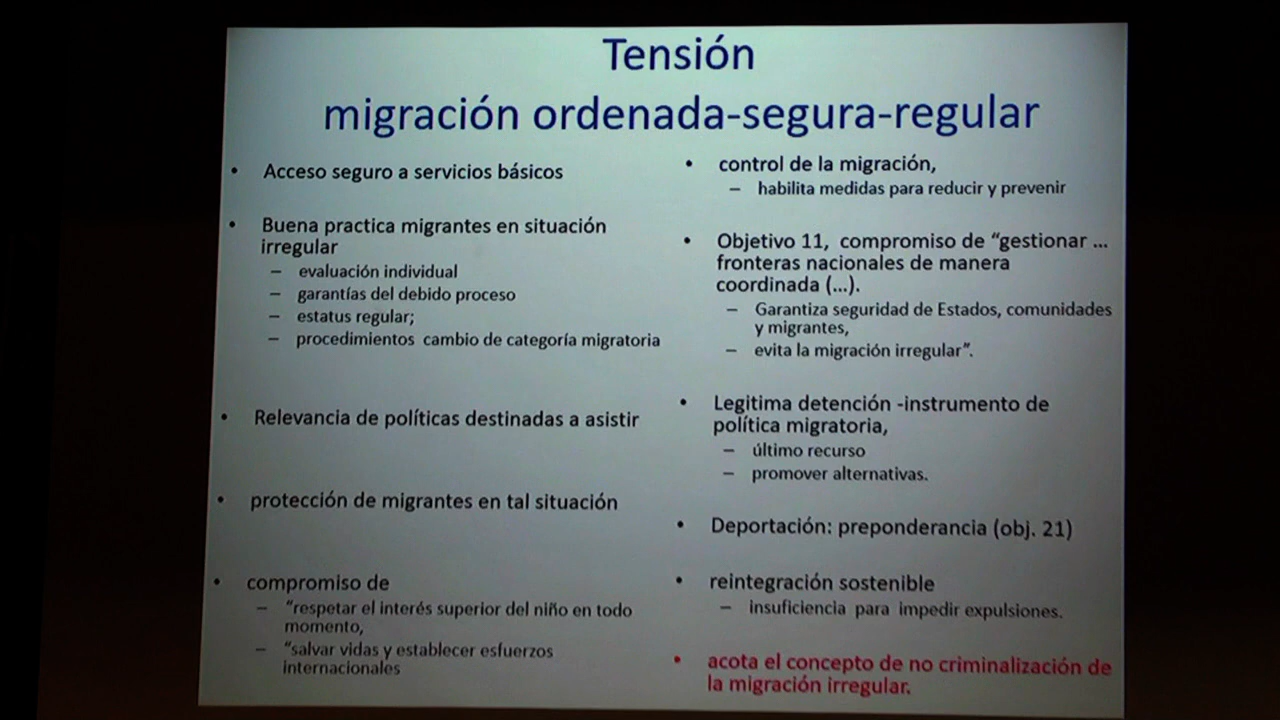 Tensión
migración ordenada-segura-regular
• Acceso seguro a servicios básicos
• Buena practica migrantes en situación
irregular
– evaluación individual
– garantías del debido proceso
– estatus regular;
– procedimientos cambio de categoría migratoria
• Relevancia de políticas destinadas a asistir
• protección de migrantes en tal situación
• compromiso de
– "respetar el interés superior del niño en todo
momento,
– "salvar vidas y establecer esfuerzos
internacionales
• control de la migración,
– habilita medidas para reducir y prevenir
• Objetivo 11, compromiso de "gestionar ...
fronteras nacionales de manera
coordinada (...).
– Garantiza seguridad de Estados, comunidades
y migrantes,
– evita la migración irregular".
• Legitima detención -instrumento de
política migratoria,
– último recurso
– promover alternativas.
• Deportación: preponderancia (obj. 21)
• reintegración sostenible
– insuficiencia para impedir expulsiones.
• acota el concepto de no criminalización de
la migración irregular.